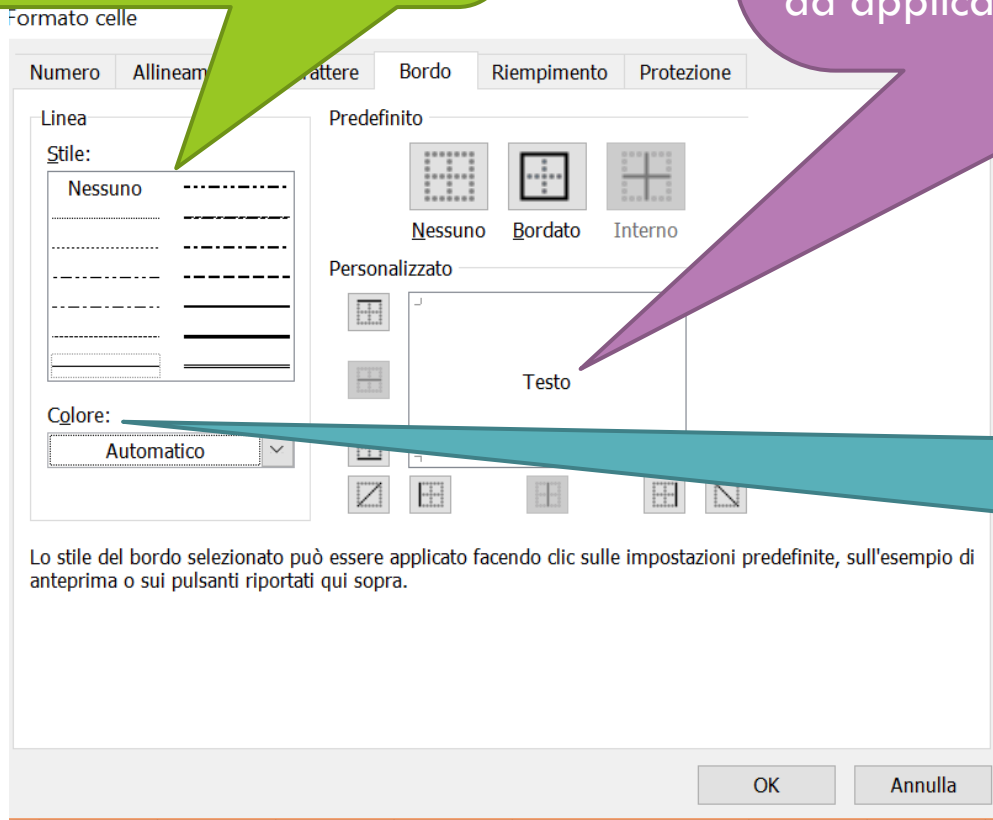 da applica
Formato celle
Numero Allineam attere Bordo Riempimento Protezione
Linea
Stile:
Nessuno
Predefinito
Nessuno Bordato Interno
Personalizzato
Testo
Colore:
Automatico
Lo stile del bordo selezionato può essere applicato facendo clic sulle impostazioni predefinite, sull'esempio di
anteprima o sui pulsanti riportati qui sopra.
OK Annulla